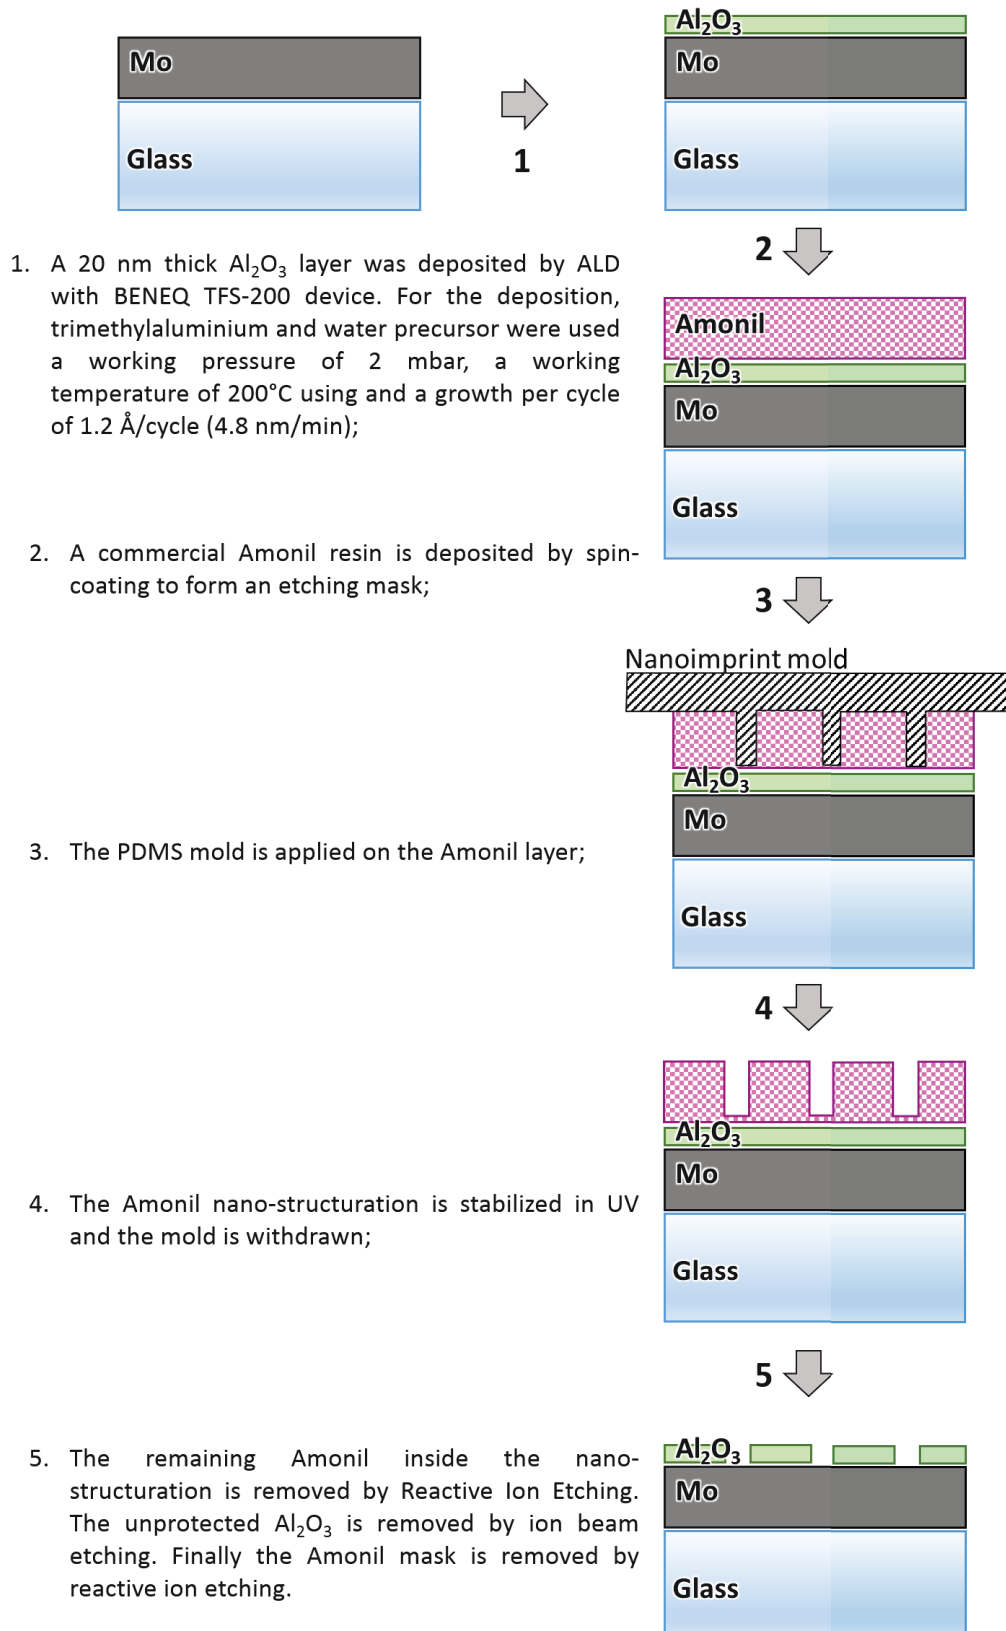 Mo
Glass
1
Al₂O₃
Mo
Glass
1. A 20 nm thick Al₂O₃ layer was deposited by ALD
with BENEQ TFS-200 device. For the deposition,
trimethylaluminium and water precursor were used
a working pressure of 2 mbar, a working
temperature of 200°C using and a growth per cycle
of 1.2 Å/cycle (4.8 nm/min);
2
Amonil
Al₂O₃
Mo
Glass
2. A commercial Amonil resin is deposited by spin-
coating to form an etching mask;
3
Nanoimprint mold
Al₂O₃
Mo
Glass
3. The PDMS mold is applied on the Amonil layer;
4
Al₂O₃
Mo
Glass
4. The Amonil nano-structuration is stabilized in UV
and the mold is withdrawn;
5
Al₂O₃
Mo
Glass
5. The remaining Amonil inside the nano-
structuration is removed by Reactive Ion Etching.
The unprotected Al₂O₃ is removed by ion beam
etching. Finally the Amonil mask is removed by
reactive ion etching.